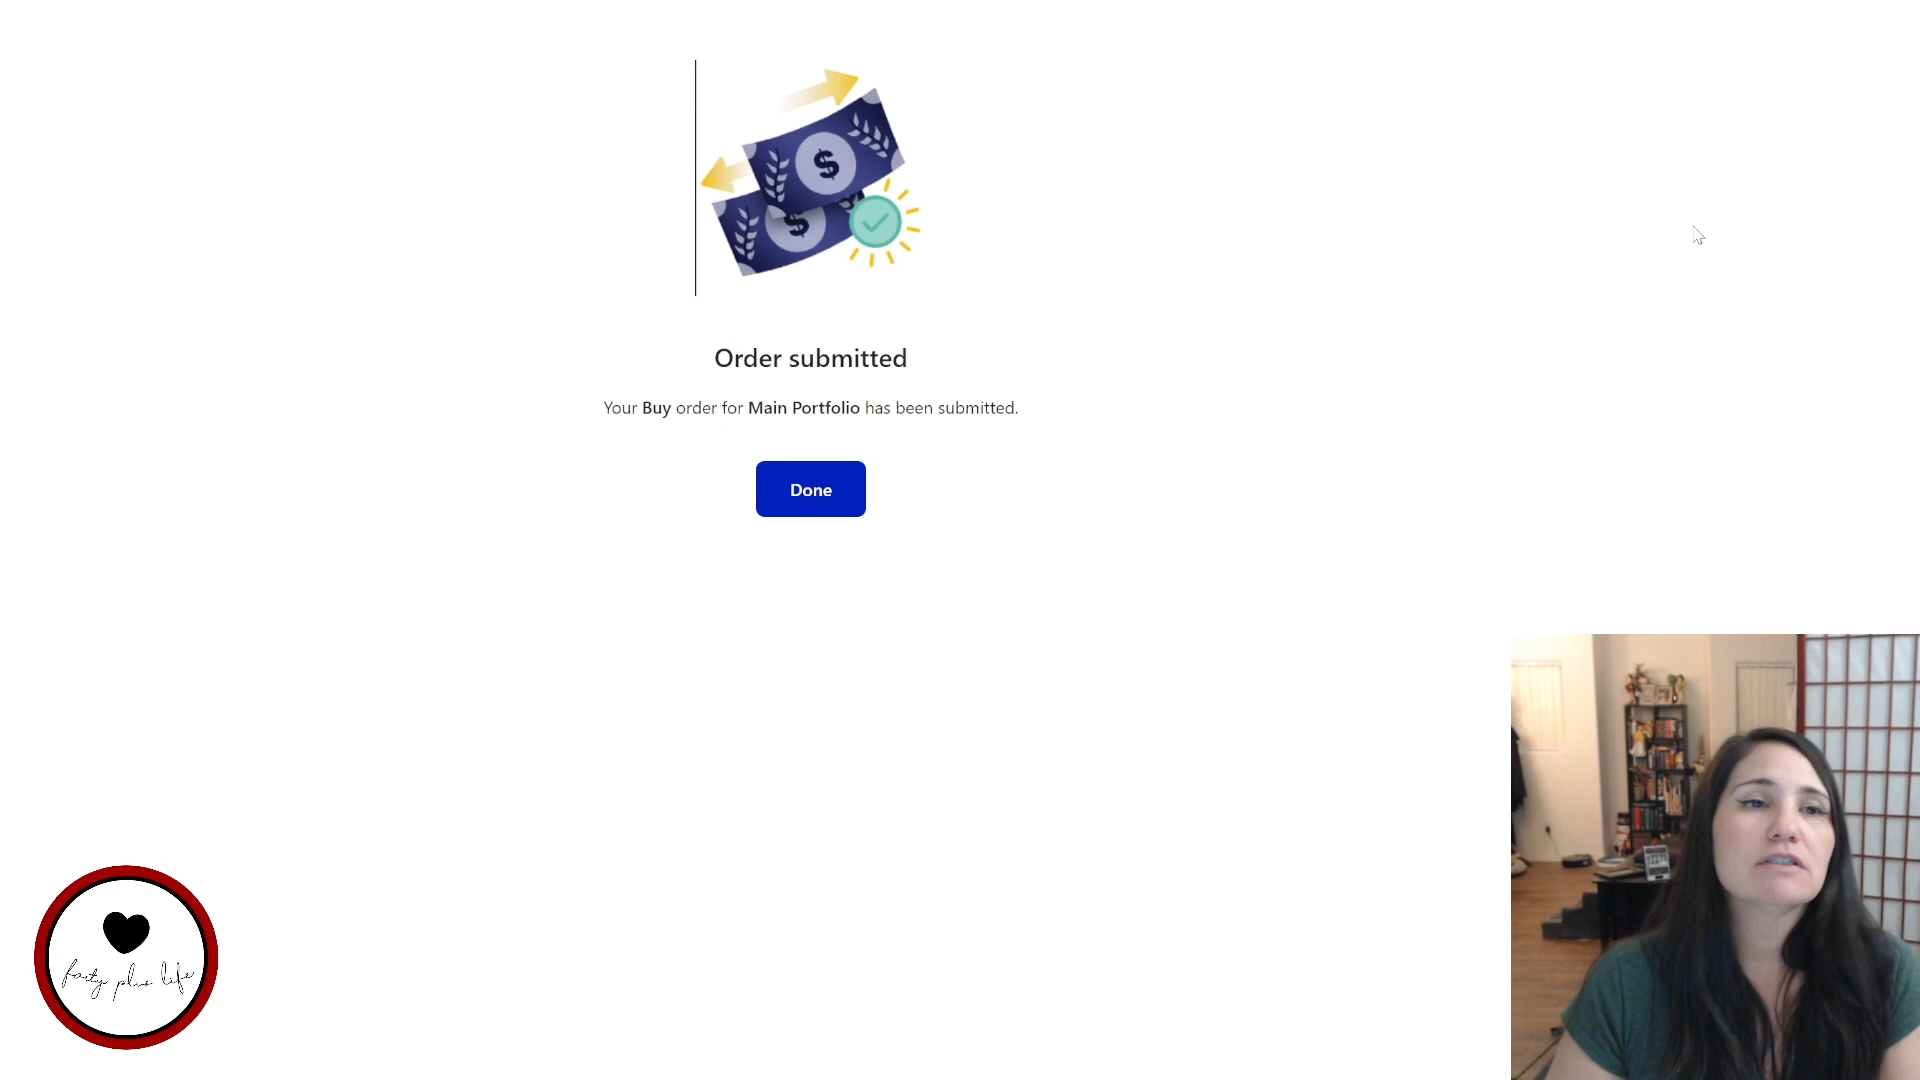 $
$
Order submitted
Your Buy order for Main Portfolio has been submitted.
Done
forty plus life